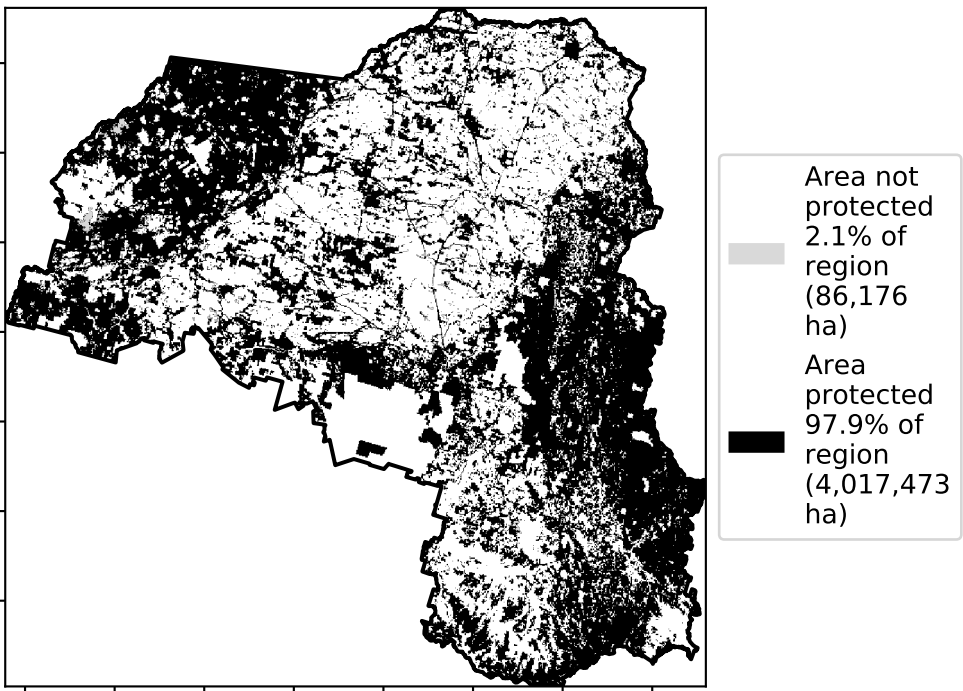 Area not
protected
2.1% of
region
(86,176
ha)
Area
protected
97.9% of
region
(4,017,473
ha)